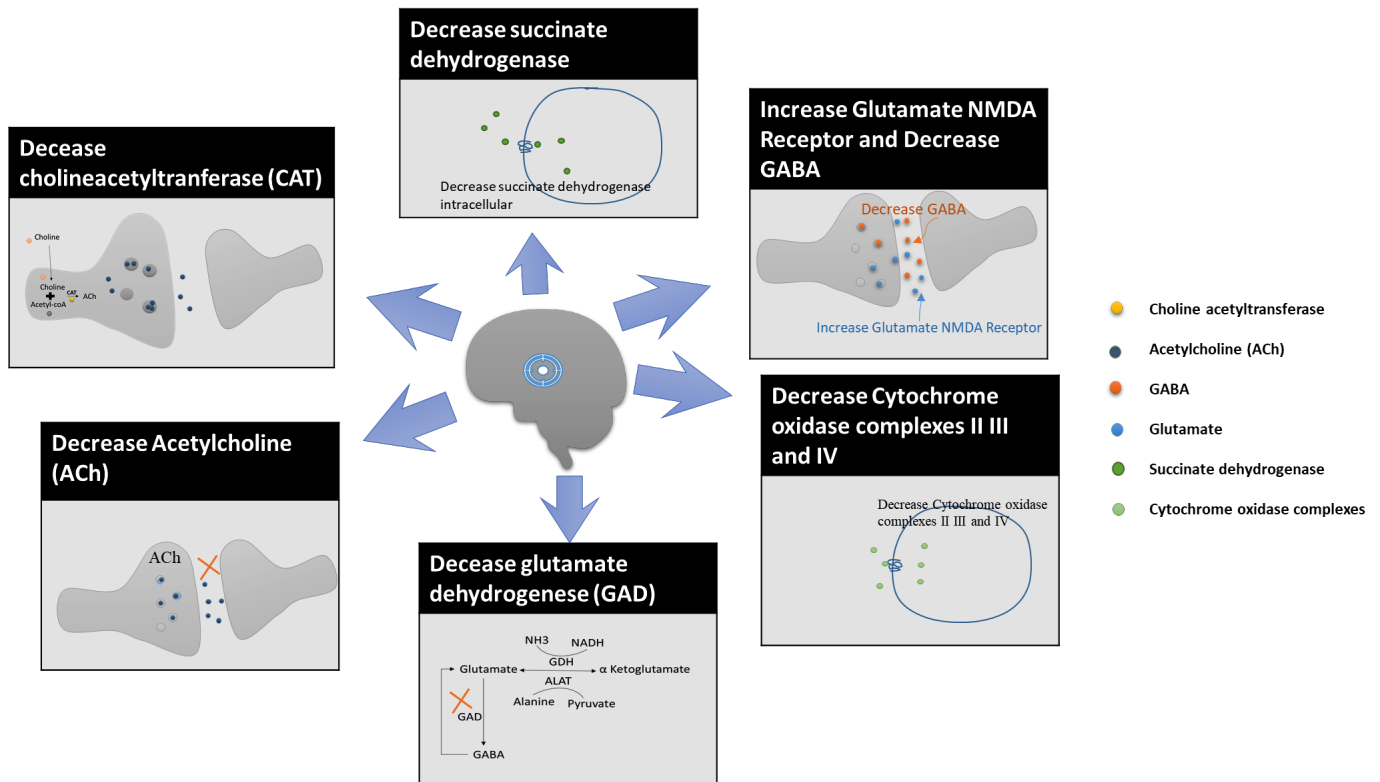 Decrease succinate
dehydrogenase
Decrease succinate dehydrogenase
intracellular
Decease
cholineacetyltranferase (CAT)
Choline
Choline
CAT
ACh
Acetyl-coA
Increase Glutamate NMDA
Receptor and Decrease
GABA
Decrease GABA
Increase Glutamate NMDA Receptor
Decrease Acetylcholine
(ACh)
ACh
Decrease Cytochrome
oxidase complexes II III
and IV
Decrease Cytochrome oxidase
complexes II III and IV
Decease glutamate
dehydrogenese (GAD)
NH3
NADH
GDH
Glutamate
α Ketoglutamate
ALAT
Alanine
Pyruvate
GAD
GABA
Choline acetyltransferase
Acetylcholine (ACh)
GABA
Glutamate
Succinate dehydrogenase
Cytochrome oxidase complexes